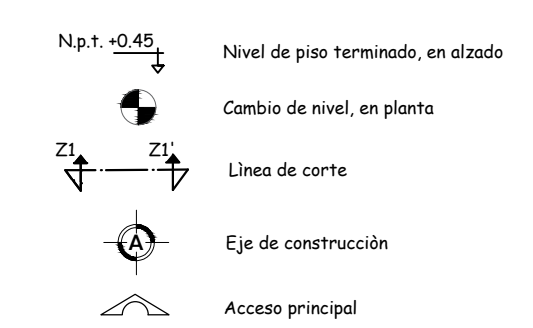 N.p.t. +0.45 Nivel de piso terminado, en alzado
Cambio de nivel, en planta
Z1 Z1' Lìnea de corte
A Eje de construcciòn
Acceso principal